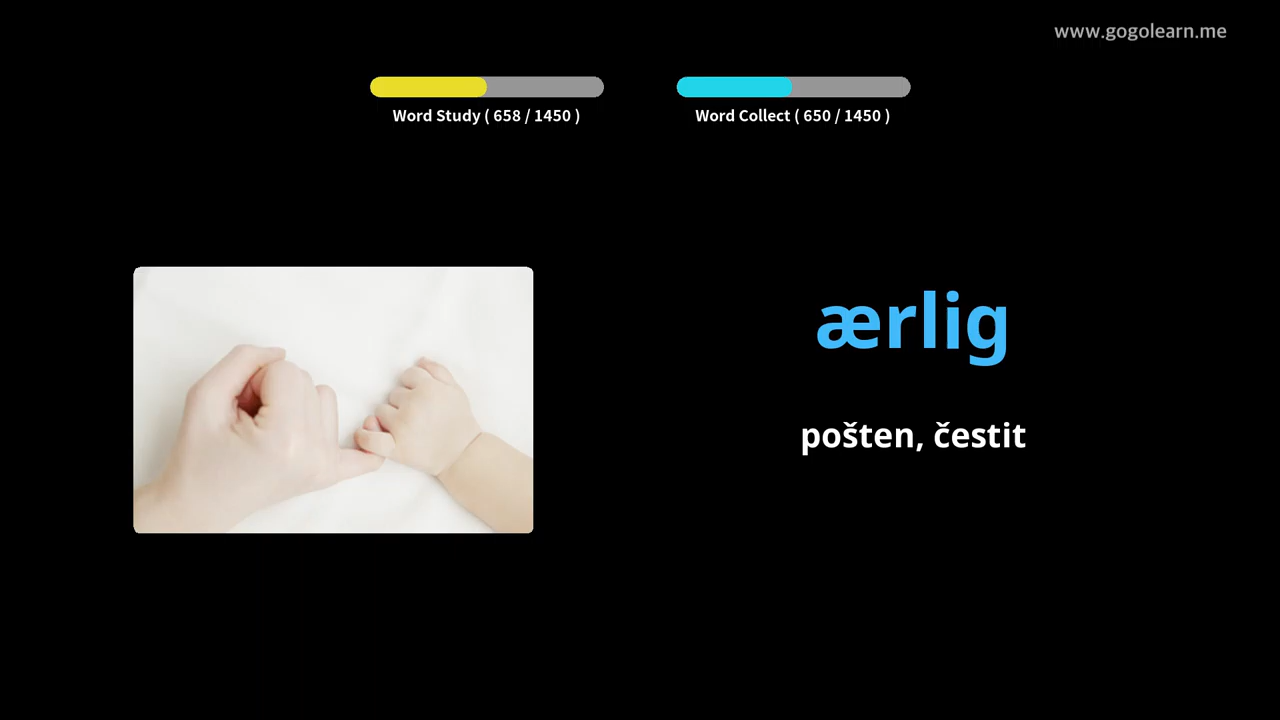 www.gogolearn.me
Word Study ( 658 / 1450 )
Word Collect ( 650 / 1450 )
ærlig
pošten, čestit